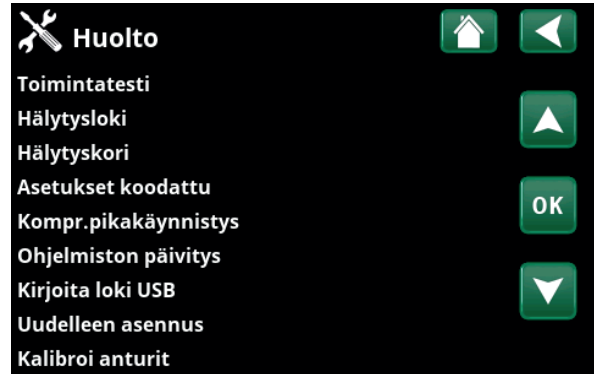 Huolto
Toimintatesti
Hälytysloki
Hälytyskori
Asetukset koodattu
Kompr.pikakäynnistys
Ohjelmiston päivitys
Kirjoita loki USB
Uudelleen asennus
Kalibroi anturit
OK